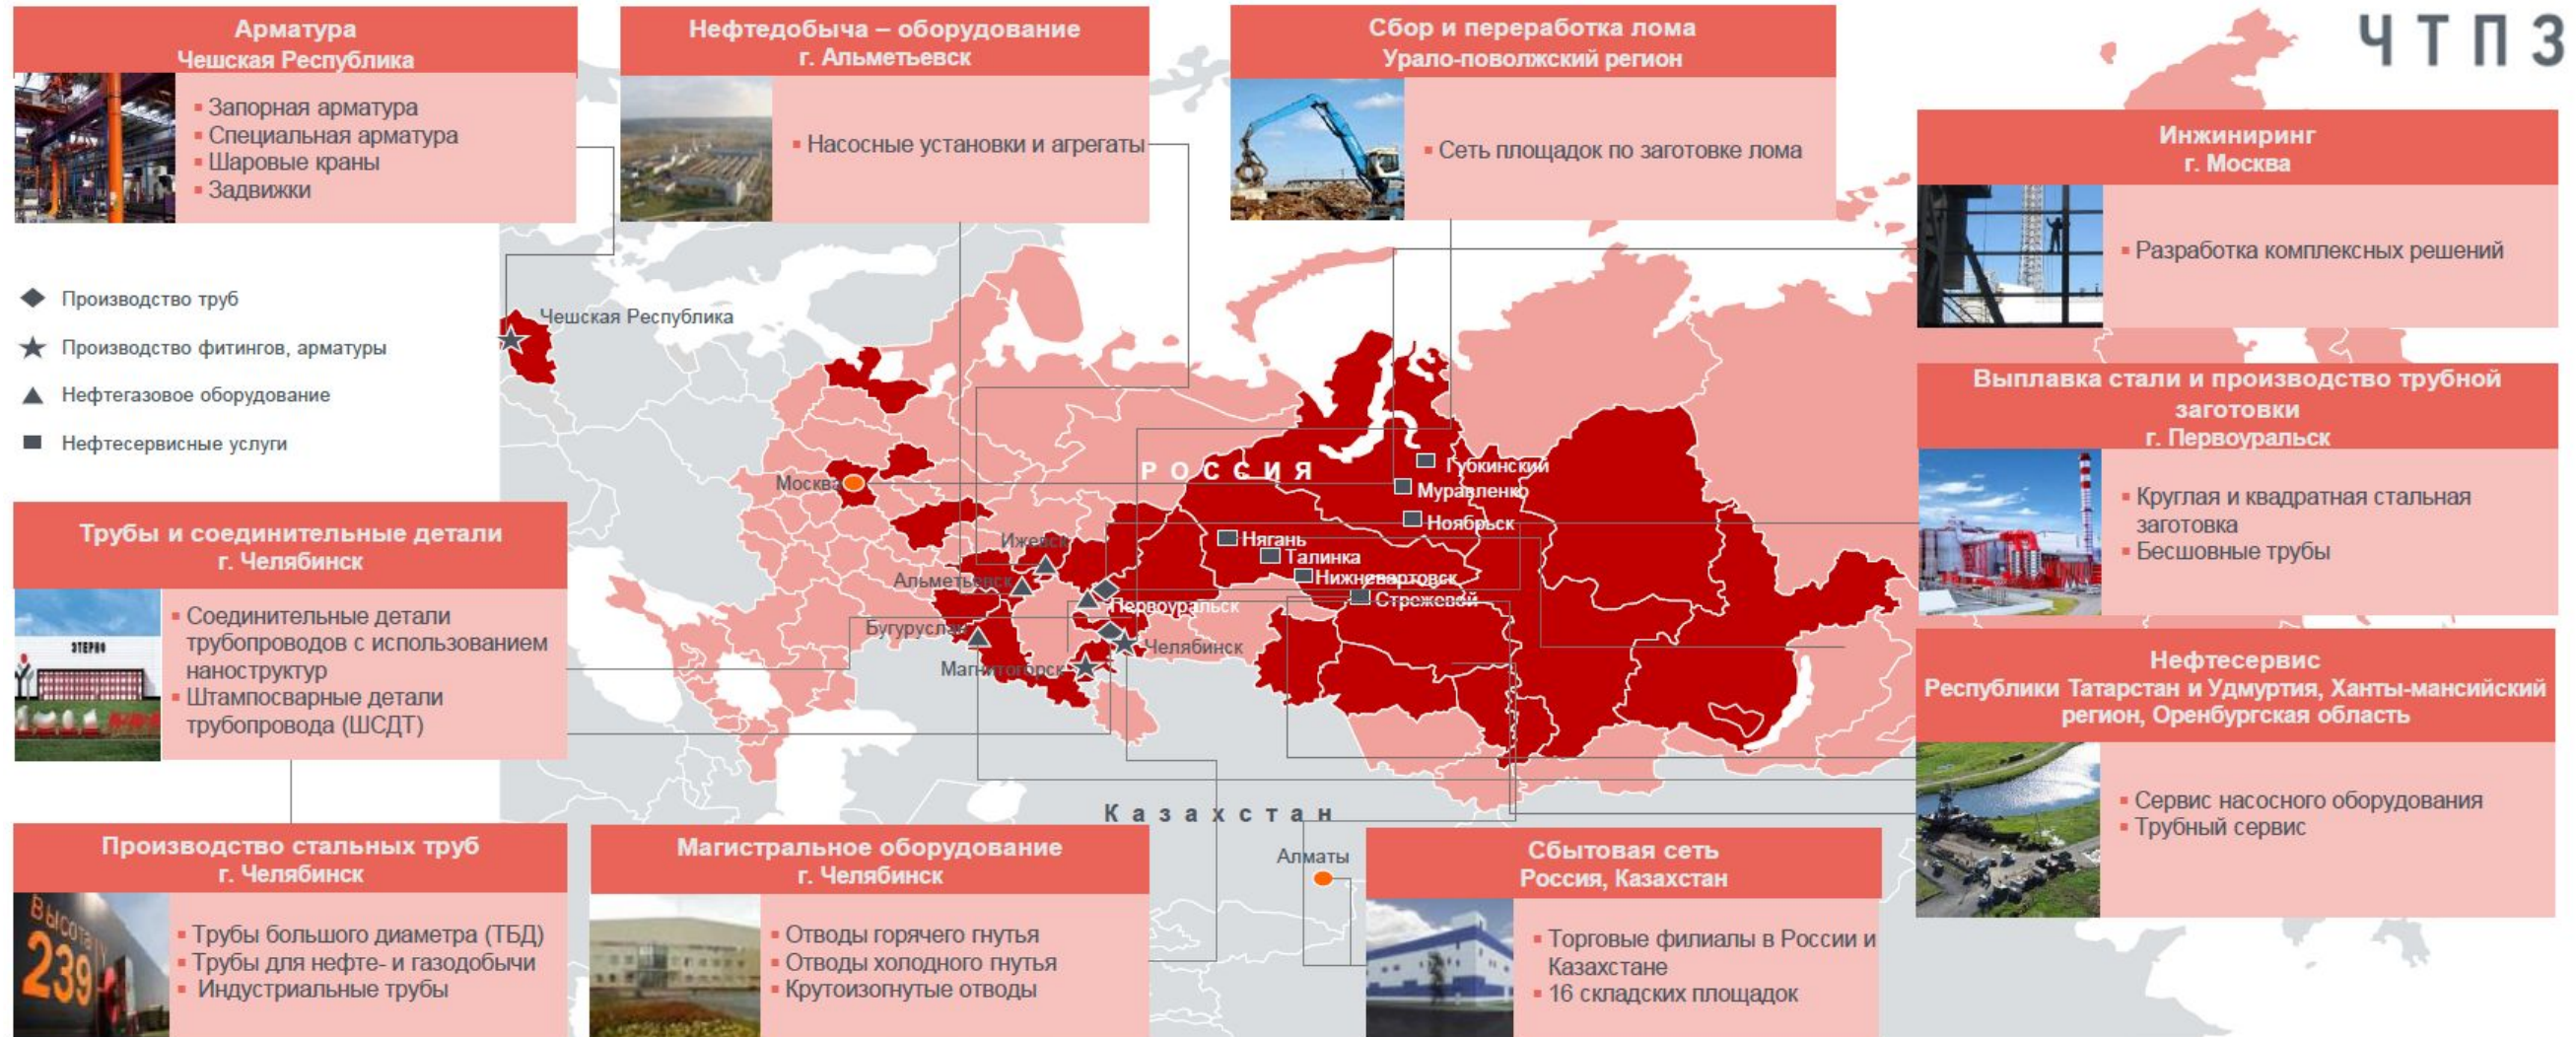 ЧТПЗ
Арматура
Чешская Республика
▪ Запорная арматура
▪ Специальная арматура
▪ Шаровые краны
▪ Задвижки
Нефтедобыча – оборудование
г. Альметьевск
▪ Насосные установки и агрегаты
Сбор и переработка лома
Урало-поволжский регион
▪ Сеть площадок по заготовке лома
Инжиниринг
г. Москва
▪ Разработка комплексных решений
Производство труб
Производство фитингов, арматуры
Нефтегазовое оборудование
Нефтесервисные услуги
Чешская Республика
РОССИЯ
Москва
Губкинский
Муравленко
Ноябрьск
Нягань
Талинка
Нижневартовск
Стрежевой
Ижевск
Альметьевск
Первоуральск
Бугуруслан
Челябинск
Магнитогорск
Казахстан
Алматы
Выплавка стали и производство трубной
заготовки
г. Первоуральск
▪ Круглая и квадратная стальная
заготовка
▪ Бесшовные трубы
Трубы и соединительные детали
г. Челябинск
ЭТЕРНО
▪ Соединительные детали
трубопроводов с использованием
наноструктур
▪ Штампосварные детали
трубопровода (ШСДТ)
Нефтесервис
Республики Татарстан и Удмуртия, Ханты-мансийский
регион, Оренбургская область
▪ Сервис насосного оборудования
▪ Трубный сервис
Производство стальных труб
г. Челябинск
Высота
239
▪ Трубы большого диаметра (ТБД)
▪ Трубы для нефте- и газодобычи
▪ Индустриальные трубы
Магистральное оборудование
г. Челябинск
▪ Отводы горячего гнутья
▪ Отводы холодного гнутья
▪ Крутоизогнутые отводы
Сбытовая сеть
Россия, Казахстан
▪ Торговые филиалы в России и
Казахстане
▪ 16 складских площадок